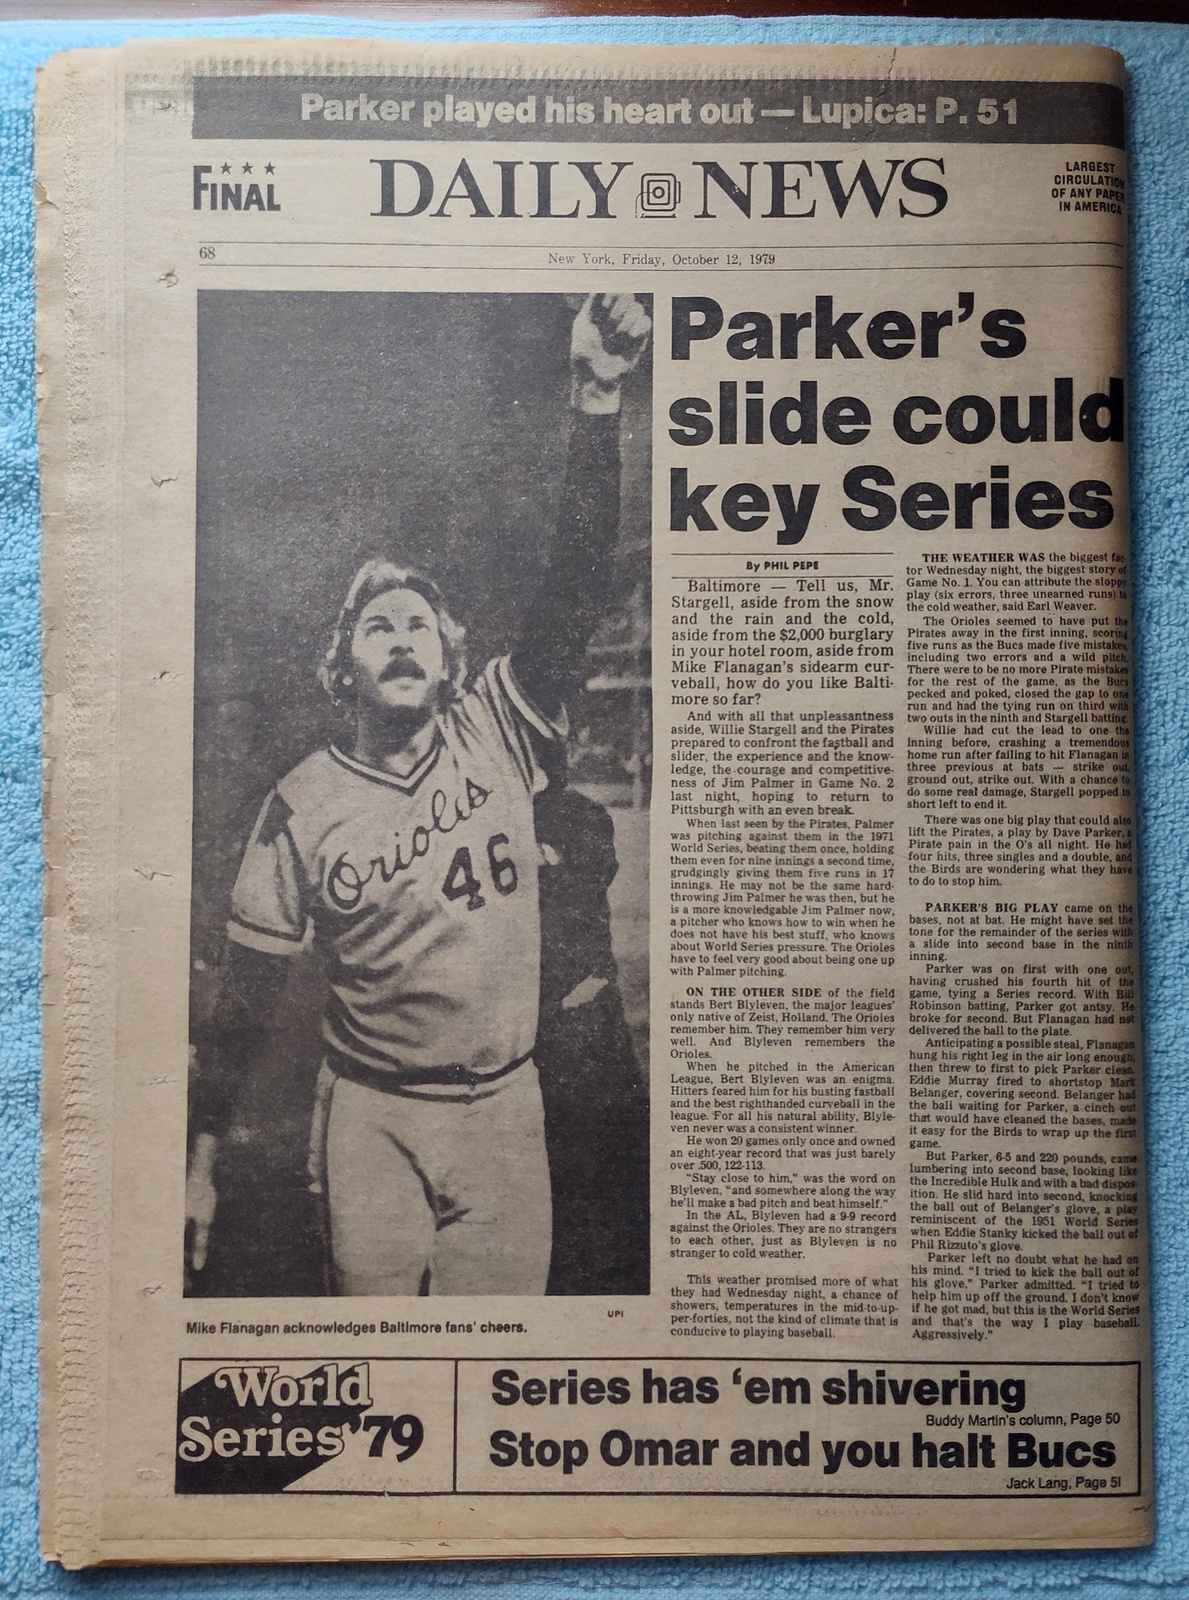 Parker played his heart out — Lupica: P. 51
★ ★ ★
FINAL
DAILY NEWS
LARGEST
CIRCULATION
OF ANY PAPER
IN AMERICA
68
New York, Friday, October 12, 1979
Parker's
slide could
key Series
By PHIL PEPE
Baltimore — Tell us, Mr.
Stargell, aside from the snow
and the rain and the cold,
aside from the $2,000 burglary
in your hotel room, aside from
Mike Flanagan's sidearm cur-
veball, how do you like Balti-
more so far?
And with all that unpleasantness
aside, Willie Stargell and the Pirates
prepared to confront the fastball and
slider, the experience and the know-
ledge, the courage and competitive-
ness of Jim Palmer in Game No. 2
last night, hoping to return to
Pittsburgh with an even break.
When last seen by the Pirates, Palmer
was pitching against them in the 1971
World Series, beating them once, holding
them even for nine innings a second time,
grudgingly giving them five runs in 17
innings. He may not be the same hard-
throwing Jim Palmer he was then, but he
is a more knowledgable Jim Palmer now,
a pitcher who knows how to win when he
does not have his best stuff, who knows
about World Series pressure. The Orioles
have to feel very good about being one up
with Palmer pitching.
ON THE OTHER SIDE of the field
stands Bert Blyleven, the major leagues'
only native of Zeist, Holland. The Orioles
remember him. They remember him very
well. And Blyleven remembers the
Orioles.
When he pitched in the American
League, Bert Blyleven was an enigma.
Hitters feared him for his busting fastball
and the best righthanded curveball in the
league. For all his natural ability, Blyle-
ven never was a consistent winner.
He won 20 games only once and owned
an eight-year record that was just barely
over .500, 122-113.
"Stay close to him," was the word on
Blyleven, "and somewhere along the way
he'll make a bad pitch and beat himself."
In the AL, Blyleven had a 9-9 record
against the Orioles. They are no strangers
to each other, just as Blyleven is no
stranger to cold weather.
This weather promised more of what
they had Wednesday night, a chance of
showers, temperatures in the mid-to-up-
per-forties, not the kind of climate that is
conducive to playing baseball.
THE WEATHER WAS the biggest fac-
tor Wednesday night, the biggest story of
Game No. 1. You can attribute the sloppy
play (six errors, three unearned runs) to
the cold weather, said Earl Weaver.
The Orioles seemed to have put the
Pirates away in the first inning, scoring
five runs as the Bucs made five mistakes,
including two errors and a wild pitch.
There were to be no more Pirate mistakes
for the rest of the game, as the Bucs
pecked and poked, closed the gap to one
run and had the tying run on third with
two outs in the ninth and Stargell batting.
Willie had cut the lead to one the
inning before, crashing a tremendous
home run after failing to hit Flanagan in
three previous at bats — strike out,
ground out, strike out. With a chance to
do some real damage, Stargell popped to
short left to end it.
There was one big play that could also
lift the Pirates, a play by Dave Parker, a
Pirate pain in the O's all night. He had
four hits, three singles and a double, and
the Birds are wondering what they have
to do to stop him.
PARKER'S BIG PLAY came on the
bases, not at bat. He might have set the
tone for the remainder of the series with
a slide into second base in the ninth
inning.
Parker was on first with one out,
having crushed his fourth hit of the
game, tying a Series record. With Bill
Robinson batting, Parker got antsy. He
broke for second. But Flanagan had not
delivered the ball to the plate.
Anticipating a possible steal, Flanagan
hung his right leg in the air long enough,
then threw to first to pick Parker clean.
Eddie Murray fired to shortstop Mark
Belanger, covering second. Belanger had
the ball waiting for Parker, a cinch out
that would have cleaned the bases, made
it easy for the Birds to wrap up the first
game.
But Parker, 6-5 and 220 pounds, came
lumbering into second base, looking like
the Incredible Hulk and with a bad dispos-
ition. He slid hard into second, knocking
the ball out of Belanger's glove, a play
reminiscent of the 1951 World Series
when Eddie Stanky kicked the ball out of
Phil Rizzuto's glove.
Parker left no doubt what he had on
his mind. "I tried to kick the ball out of
his glove," Parker admitted. "I tried to
help him up off the ground. I don't know
if he got mad, but this is the World Series
and that's the way I play baseball.
Aggressively."
Orioles
46
UPI
Mike Flanagan acknowledges Baltimore fans' cheers.
World
Series '79
Series has 'em shivering
Buddy Martin's column, Page 50
Stop Omar and you halt Bucs
Jack Lang, Page 51